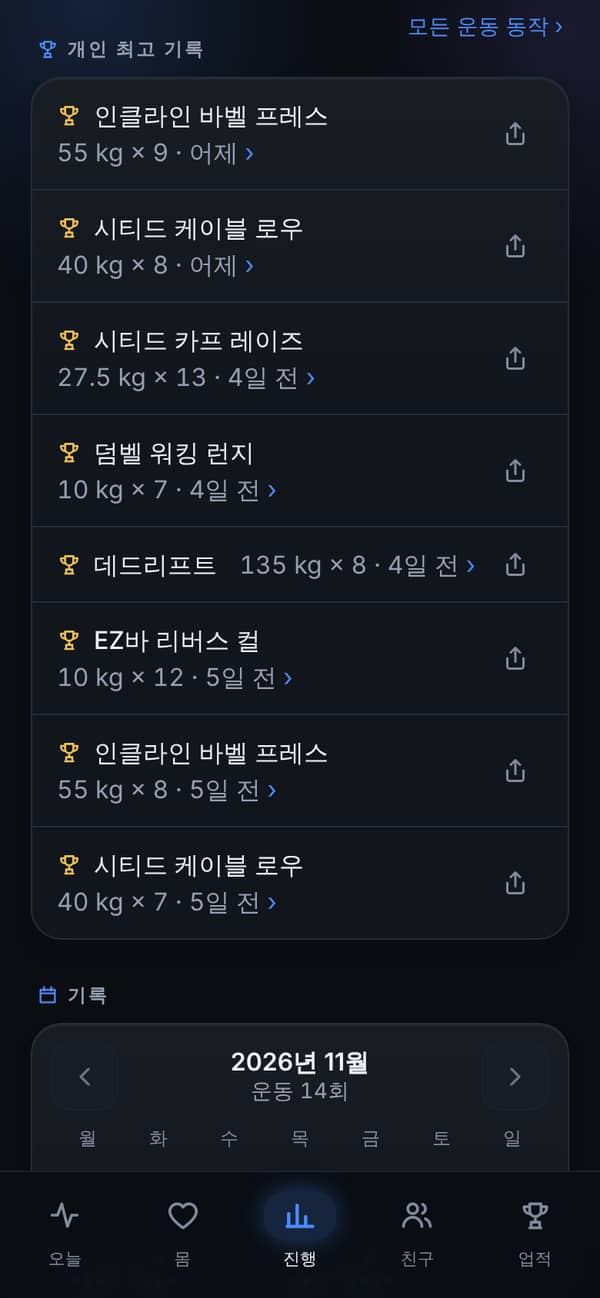 모든 운동 동작 ›
개인 최고 기록
인클라인 바벨 프레스
55 kg × 9 · 어제 ›
시티드 케이블 로우
40 kg × 8 · 어제 ›
시티드 카프 레이즈
27.5 kg × 13 · 4일 전 ›
덤벨 워킹 런지
10 kg × 7 · 4일 전 ›
데드리프트 135 kg × 8 · 4일 전 ›
EZ바 리버스 컬
10 kg × 12 · 5일 전 ›
인클라인 바벨 프레스
55 kg × 8 · 5일 전 ›
시티드 케이블 로우
40 kg × 7 · 5일 전 ›
기록
2026년 11월
운동 14회
월 화 수 목 금 토 일
오늘 몸 진행 친구 업적